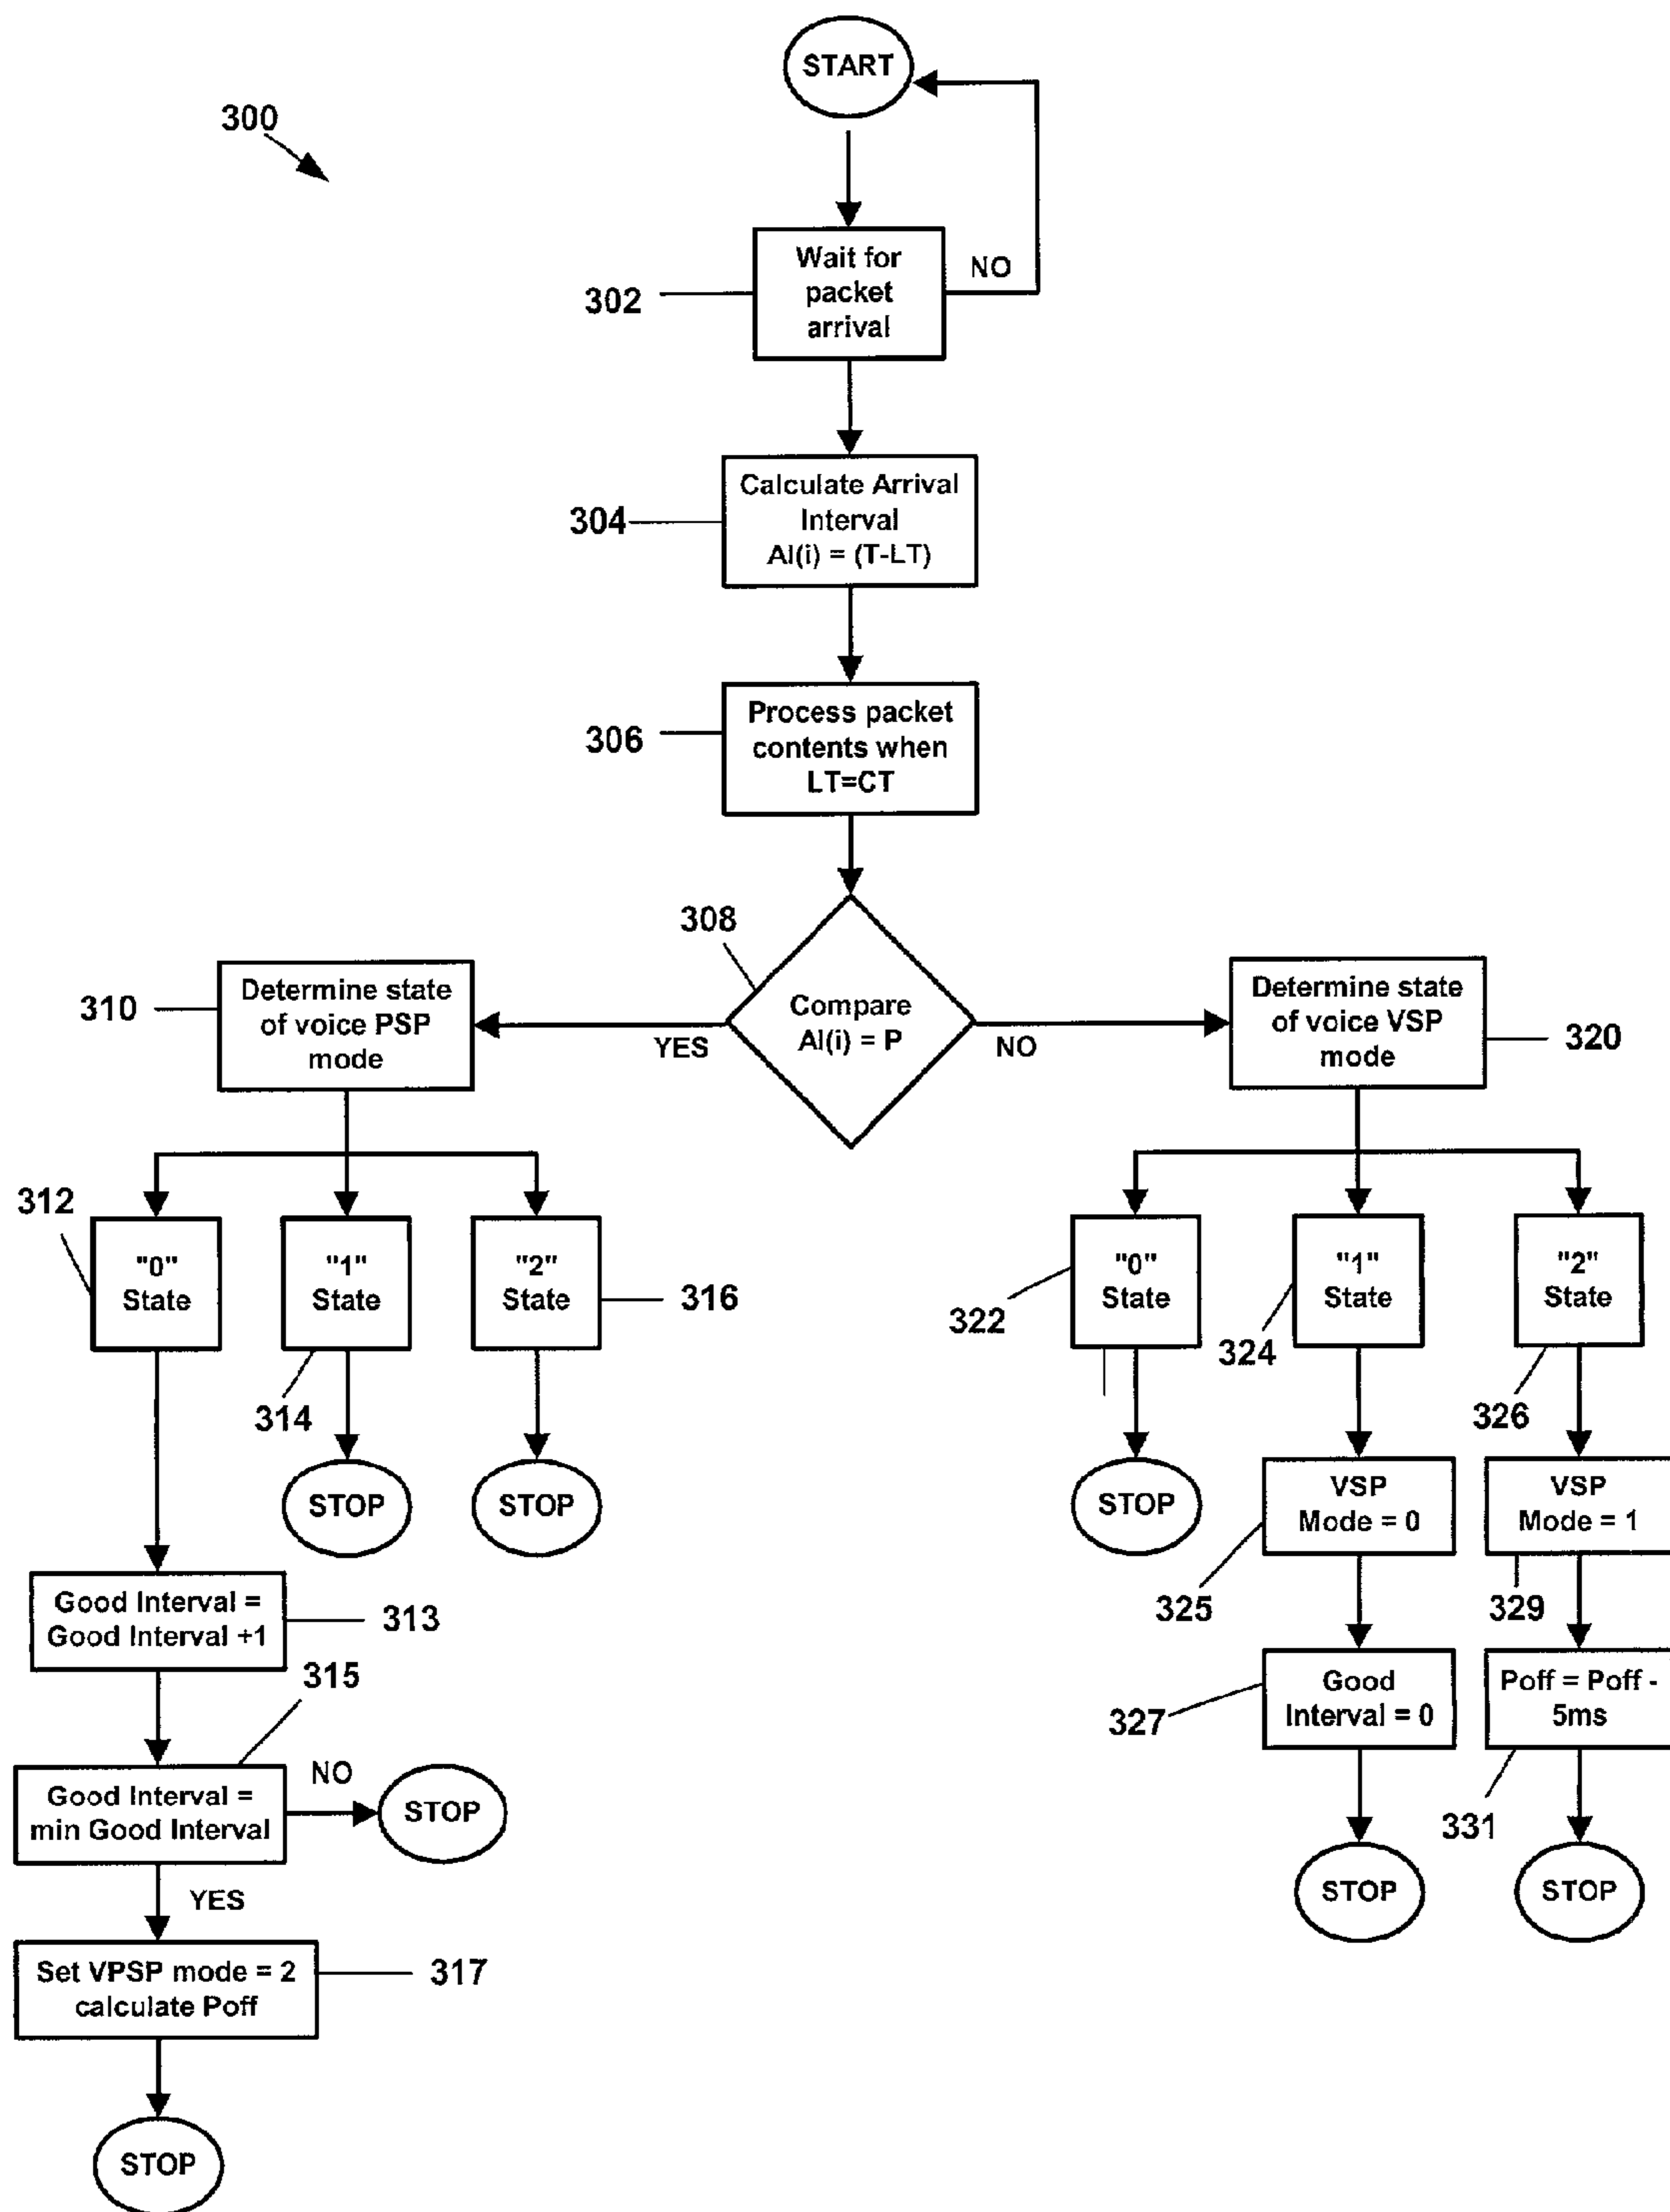 START
300
Wait for
packet
arrival
NO
302
Calculate Arrival
Interval
AI(i) = (T-LT)
304
Process packet
contents when
LT=CT
306
308
Compare
AI(i) = P
YES
NO
310
Determine state
of voice PSP
mode
Determine state
of voice VSP
mode
320
312
"0"
State
"1"
State
"2"
State
316
314
STOP
STOP
322
"0"
State
324
"1"
State
"2"
State
326
STOP
VSP
Mode = 0
VSP
Mode = 1
325
329
Good Interval =
Good Interval +1
313
315
Good
Interval = 0
327
Poff = Poff -
5ms
331
Good Interval =
min Good Interval
NO
STOP
YES
STOP
STOP
Set VPSP mode = 2
calculate Poff
317
STOP